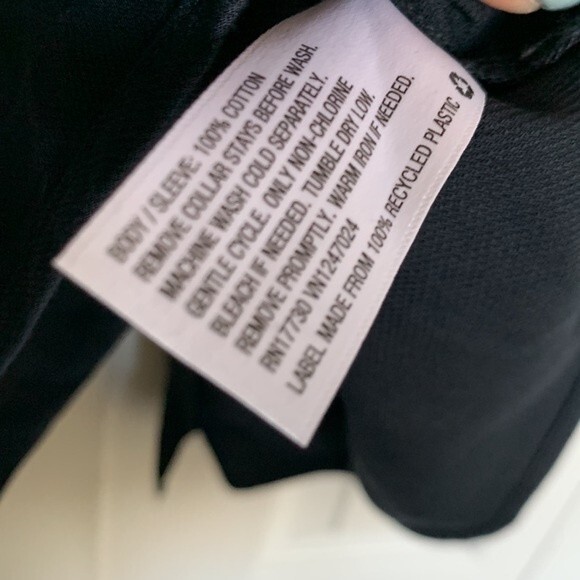 BODY / SLEEVE: 100% COTTON
REMOVE COLLAR STAYS BEFORE WASH.
MACHINE WASH COLD SEPARATELY.
GENTLE CYCLE. ONLY NON-CHLORINE
BLEACH IF NEEDED. TUMBLE DRY LOW.
REMOVE PROMPTLY. WARM IRON IF NEEDED.
RN17730 VN1247024
LABEL MADE FROM 100% RECYCLED PLASTIC